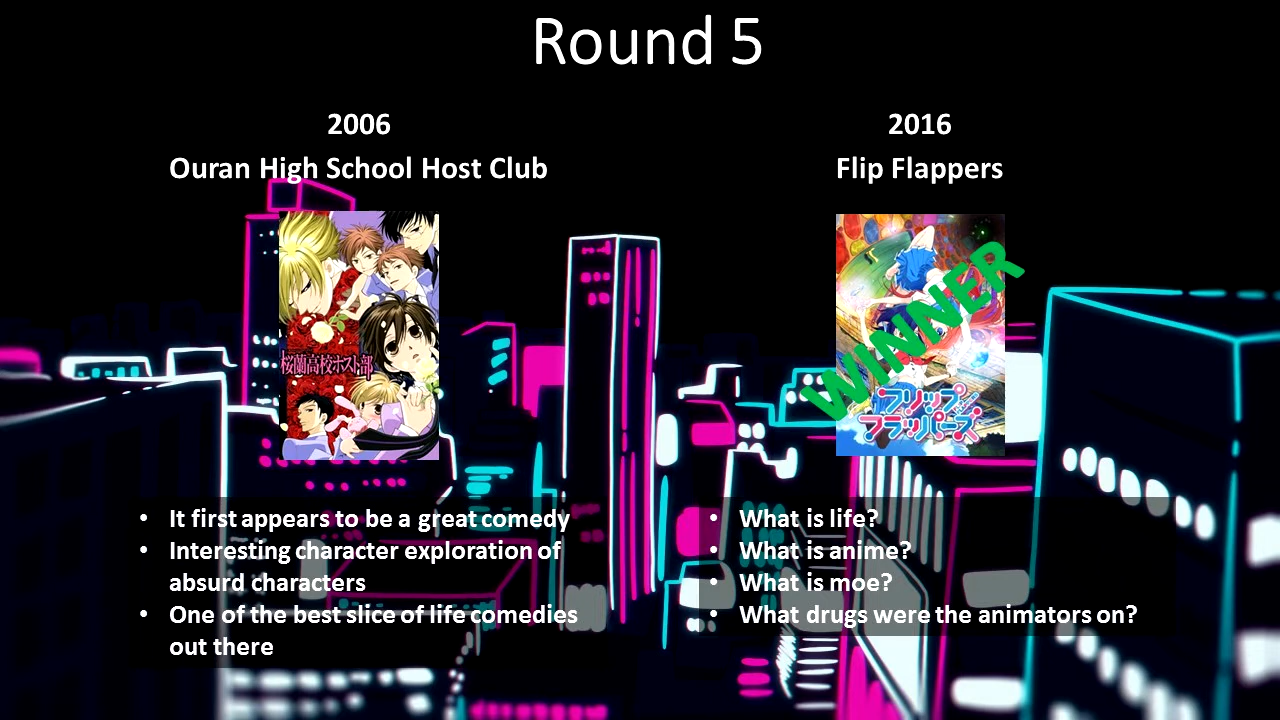 Round 5
2006
Ouran High School Host Club
2016
Flip Flappers
桜蘭高校ホスト部
WINNER
フリップ
フラッパーズ
• It first appears to be a great comedy
• Interesting character exploration of
absurd characters
• One of the best slice of life comedies
out there
• What is life?
• What is anime?
• What is moe?
• What drugs were the animators on?